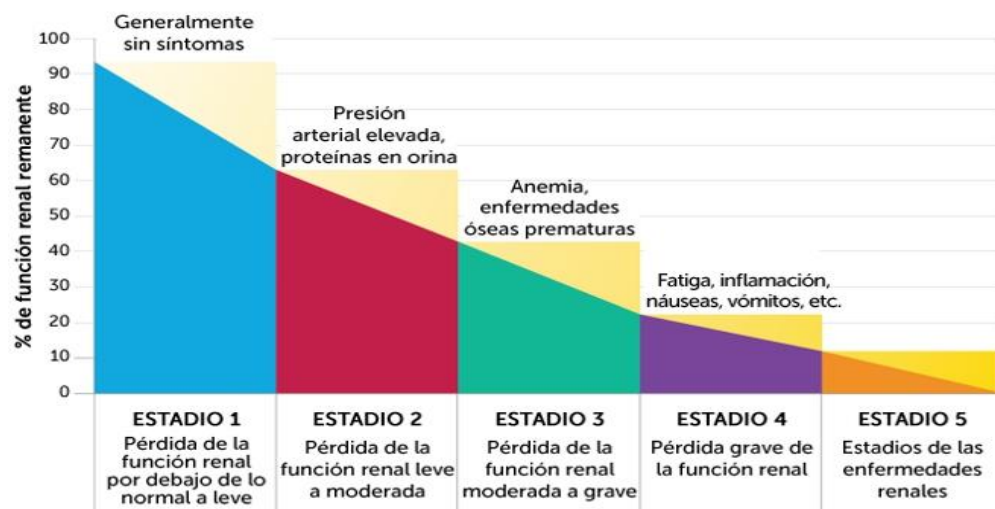 Generalmente
sin síntomas
Presión
arterial elevada,
proteínas en orina
Anemia,
enfermedades
óseas prematuras
Fatiga, inflamación,
náuseas, vómitos, etc.
% de función renal remanente
100
90
80
70
60
50
40
30
20
10
0
ESTADIO 1
Pérdida de la
función renal
por debajo de lo
normal a leve
ESTADIO 2
Pérdida de la
función renal leve
a moderada
ESTADIO 3
Pérdida de la
función renal
moderada a grave
ESTADIO 4
Pérdida grave de
la función renal
ESTADIO 5
Estadios de las
enfermedades
renales